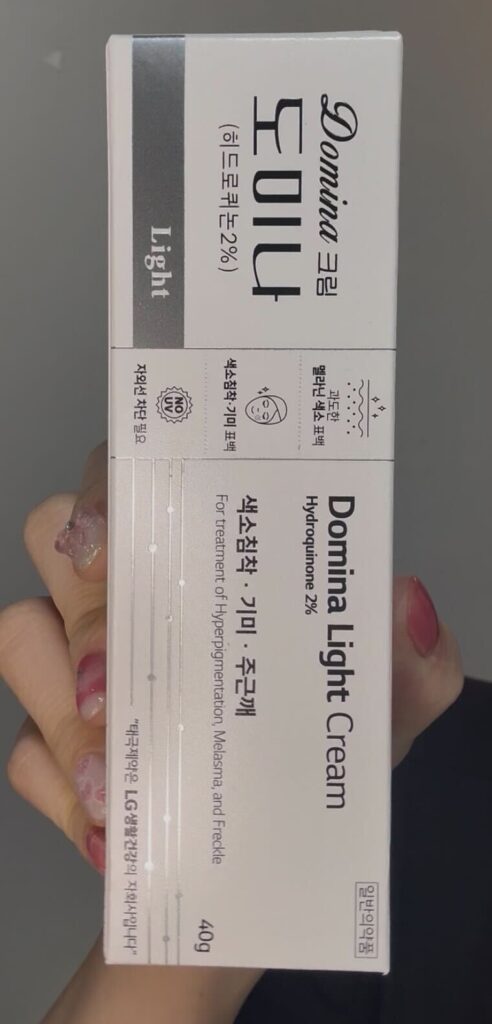 Domina 크림
도미나
(히드로퀴논2%)
Light
과도한
멜라닌 색소 표백
색소침착·기미 표백
NO
UV
자외선 차단 필요
Domina Light Cream
Hydroquinone 2%
색소침착 · 기미 · 주근깨
For treatment of Hyperpigmentation, Melasma, and Freckle
"태극제약은 LG생활건강의 자회사입니다"
일반의약품
40g